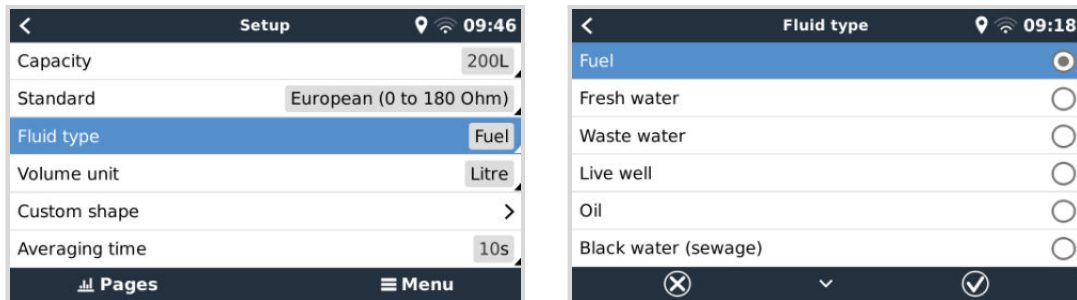 Setup 09:46
Capacity 200L
Standard European (0 to 180 Ohm)
Fluid type Fuel
Volume unit Litre
Custom shape
Averaging time 10s
Pages Menu
Fluid type 09:18
Fuel
Fresh water
Waste water
Live well
Oil
Black water (sewage)